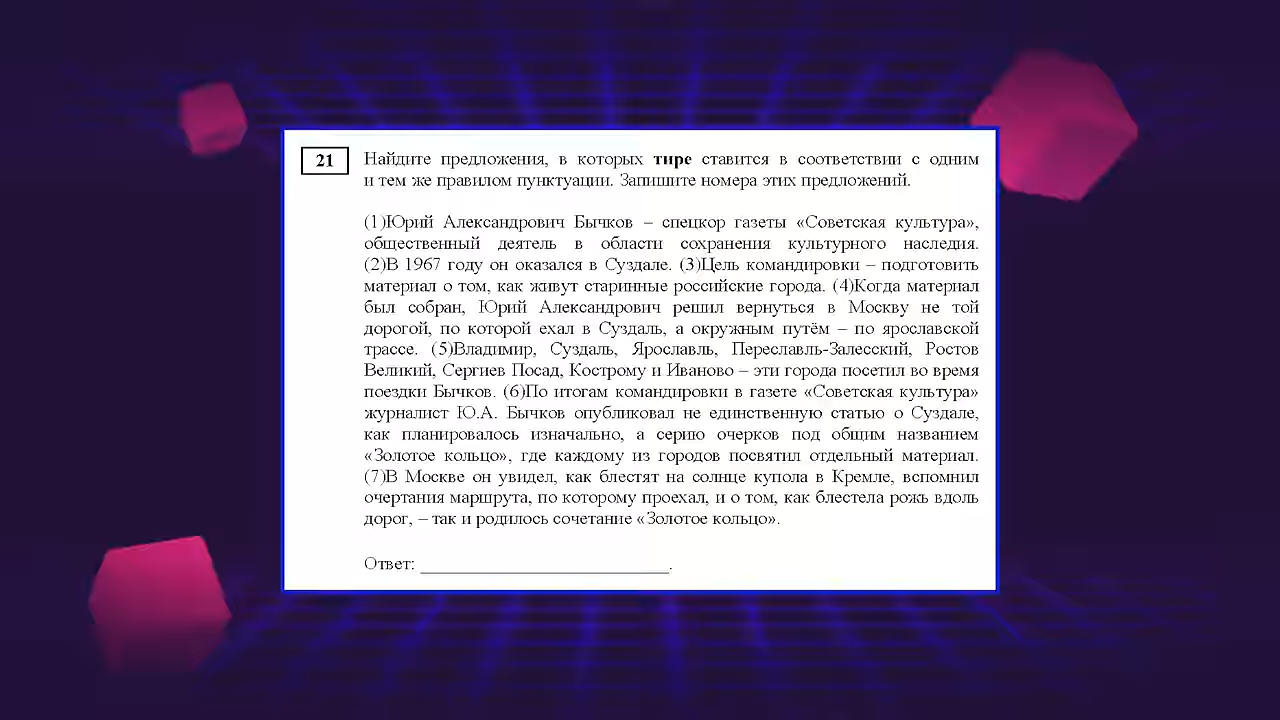 21
Найдите предложения, в которых тире ставится в соответствии с одним
и тем же правилом пунктуации. Запишите номера этих предложений.
(1)Юрий Александрович Бычков – спецкор газеты «Советская культура»,
общественный деятель в области сохранения культурного наследия.
(2)В 1967 году он оказался в Суздале. (3)Цель командировки – подготовить
материал о том, как живут старинные российские города. (4)Когда материал
был собран, Юрий Александрович решил вернуться в Москву не той
дорогой, по которой ехал в Суздаль, а окружным путём – по ярославской
трассе. (5)Владимир, Суздаль, Ярославль, Переславль-Залесский, Ростов
Великий, Сергиев Посад, Кострому и Иваново – эти города посетил во время
поездки Бычков. (6)По итогам командировки в газете «Советская культура»
журналист Ю.А. Бычков опубликовал не единственную статью о Суздале,
как планировалось изначально, а серию очерков под общим названием
«Золотое кольцо», где каждому из городов посвятил отдельный материал.
(7)В Москве он увидел, как блестят на солнце купола в Кремле, вспомнил
очертания маршрута, по которому проехал, и о том, как блестела рожь вдоль
дорог, – так и родилось сочетание «Золотое кольцо».
Ответ: ___________________________.